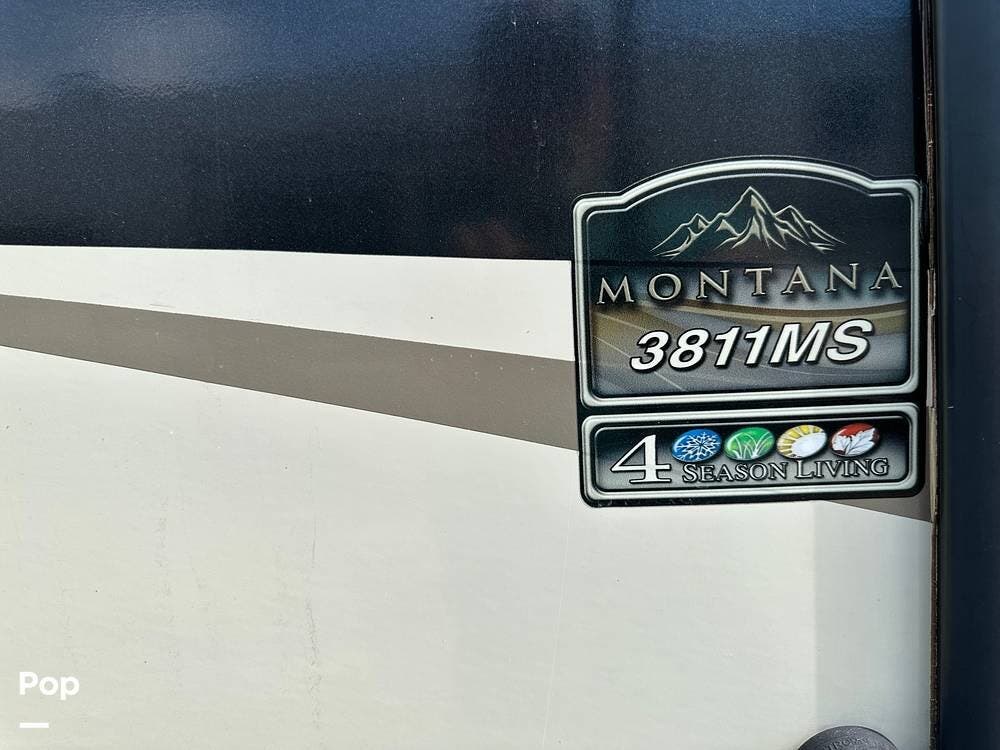 MONTANA
3811MS
4 SEASON LIVING
Pop